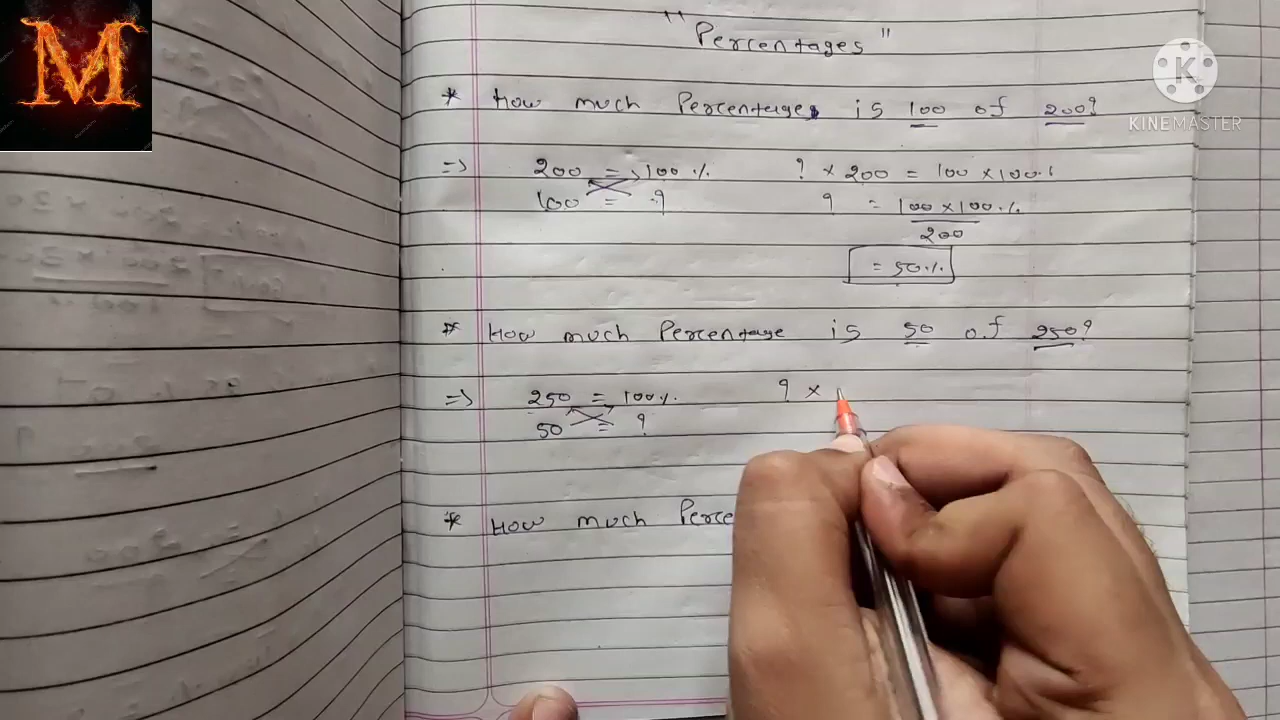 M
KINEMASTER
" Percentages "
* How much Percentages is 100 of 200?
=> 200 => 100 %
100 = ?
? × 200 = 100 × 100 %
? = 100 × 100 %
200
= 50 %
* How much Percentage is 50 of 250?
=> 250 = 100 %
50 = ?
? ×
* How much Perce